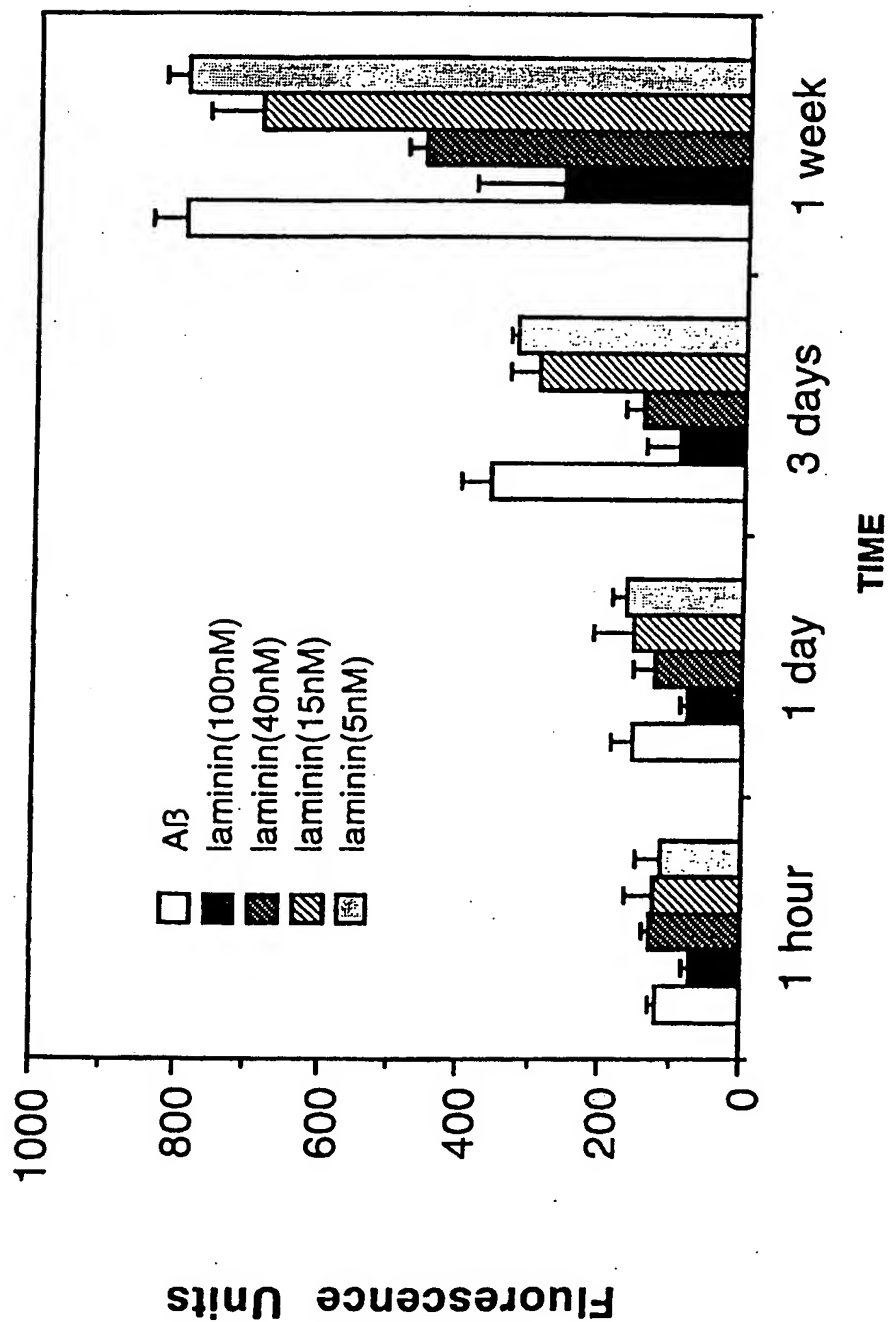 Fluorescence Units
1000
800
600
400
200
0
Aß
laminin(100nM)
laminin(40nM)
laminin(15nM)
laminin(5nM)
1 hour
1 day
3 days
1 week
TIME